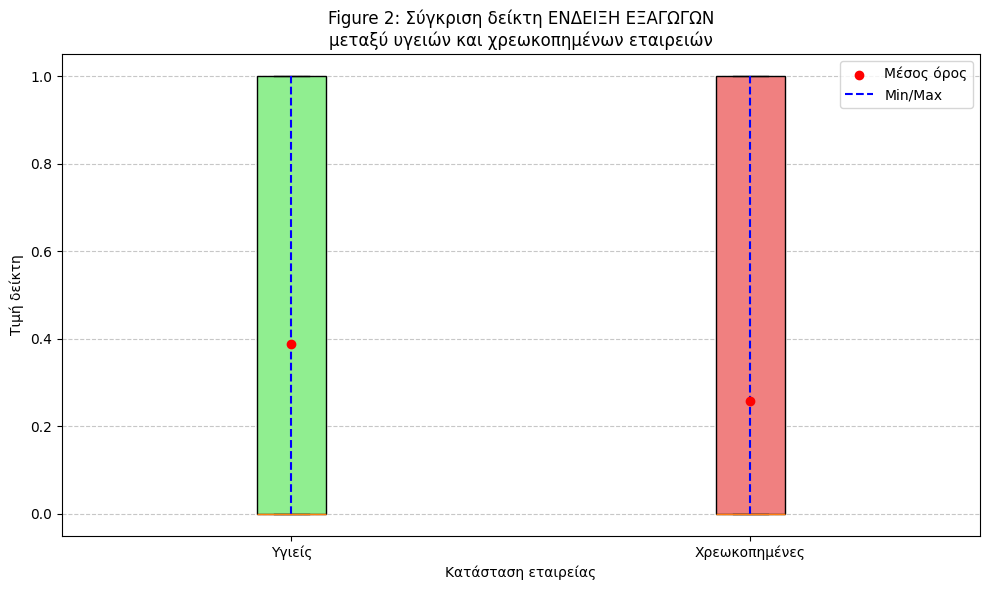 Figure 2: Σύγκριση δείκτη ΕΝΔΕΙΞΗ ΕΞΑΓΩΓΩΝ
μεταξύ υγειών και χρεωκοπημένων εταιρειών
Μέσος όρος
Min/Max
Τιμή δείκτη
1.0
0.8
0.6
0.4
0.2
0.0
Υγιείς
Χρεωκοπημένες
Κατάσταση εταιρείας